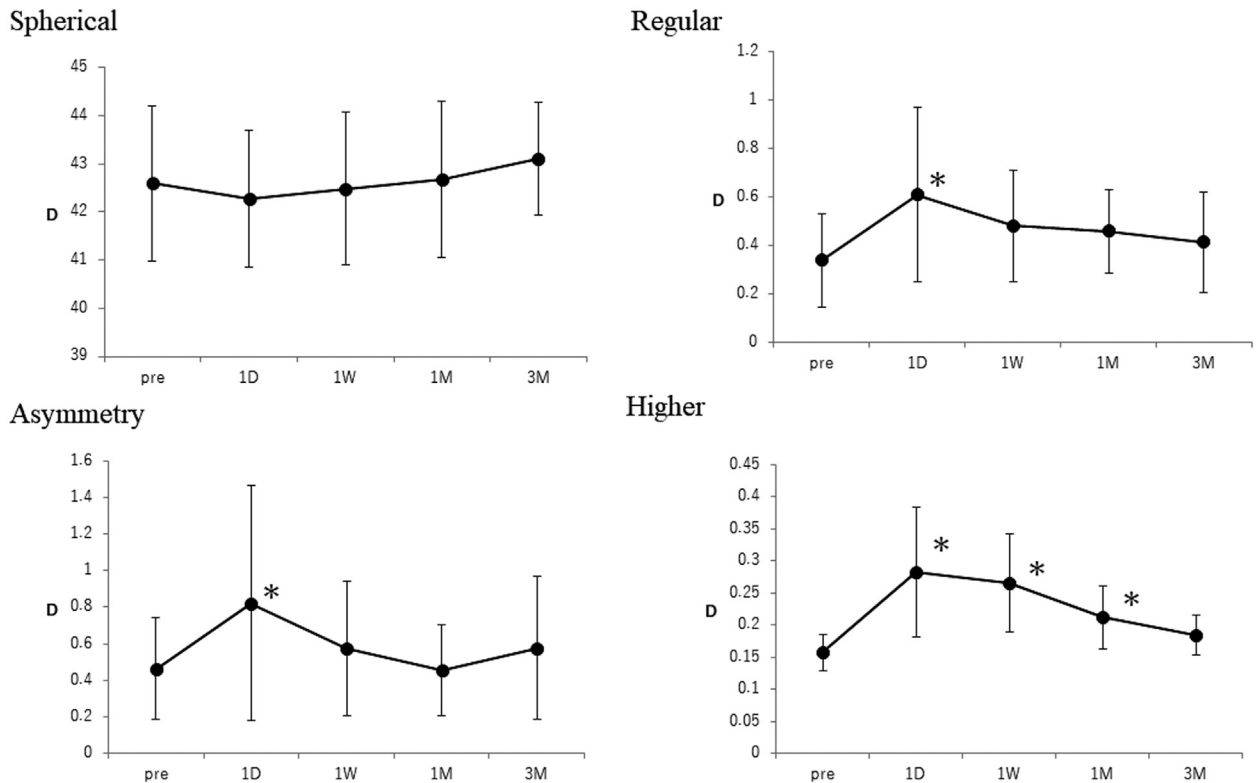 Spherical
45
44
43
42
41
40
39
D
pre 1D 1W 1M 3M
Regular
1.2
1
0.8
0.6
0.4
0.2
0
D
*
pre 1D 1W 1M 3M
Asymmetry
1.6
1.4
1.2
1
0.8
0.6
0.4
0.2
0
D
*
pre 1D 1W 1M 3M
Higher
0.45
0.4
0.35
0.3
0.25
0.2
0.15
0.1
0.05
0
D
* * *
pre 1D 1W 1M 3M